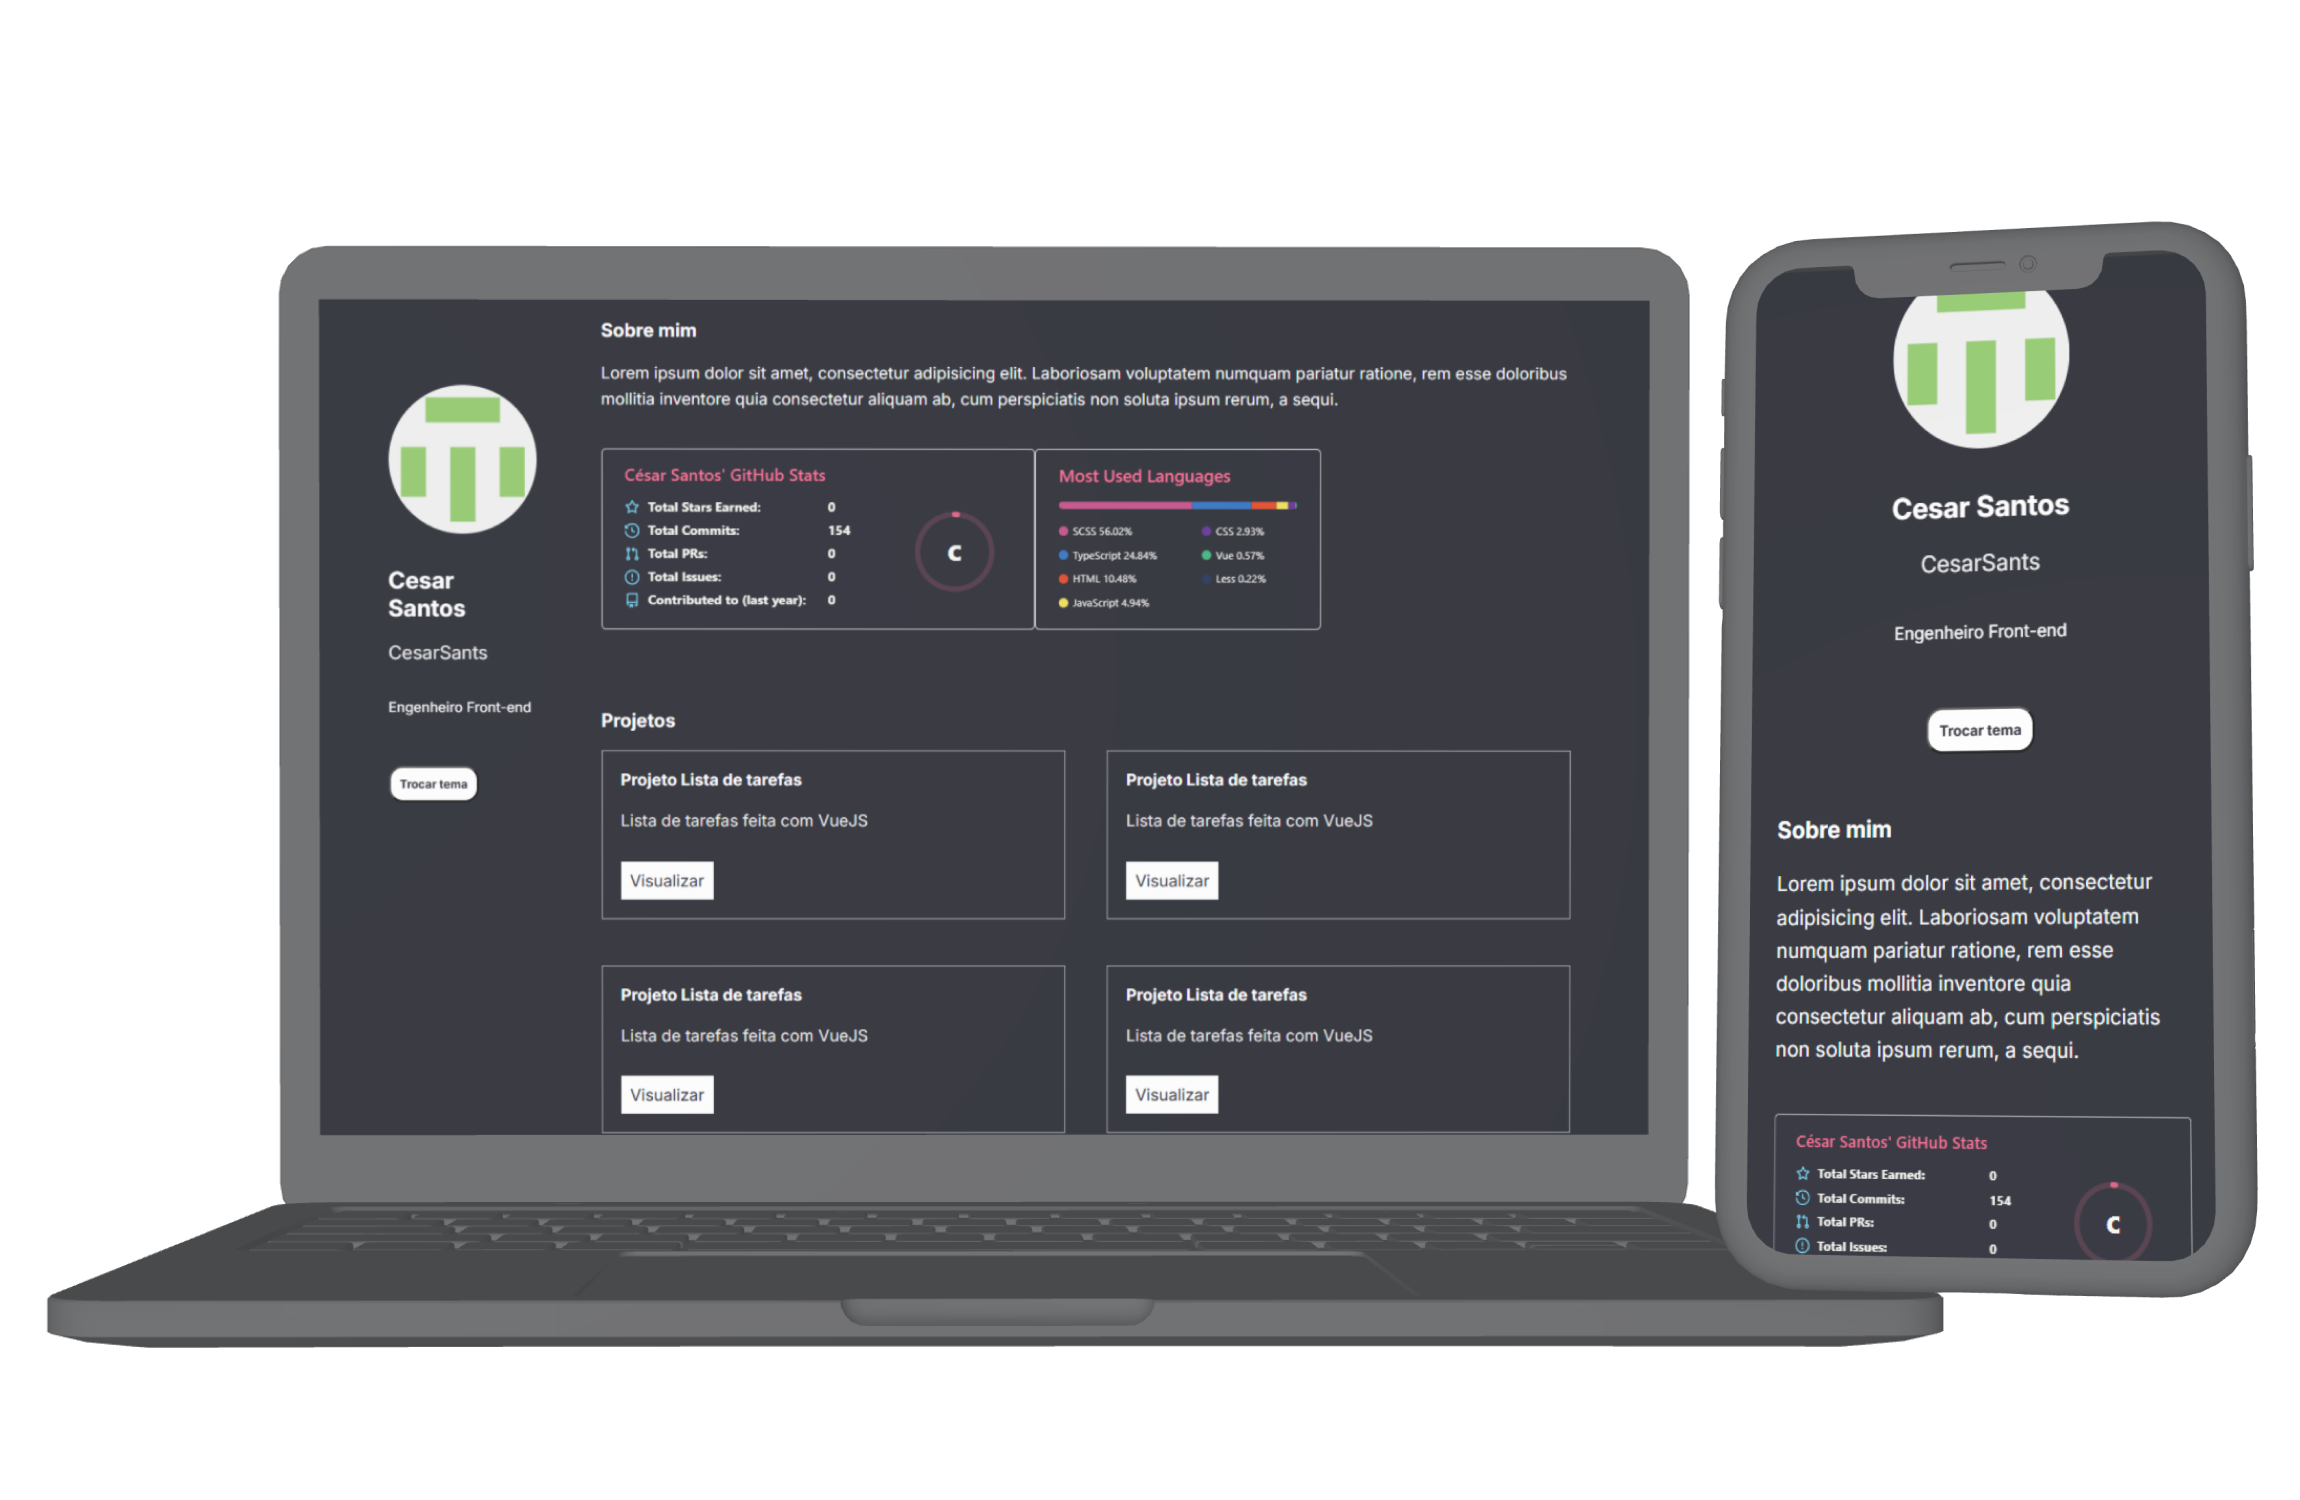 Cesar
Santos
CesarSants
Engenheiro Front-end
Trocar tema
Sobre mim
Lorem ipsum dolor sit amet, consectetur adipisicing elit. Laboriosam voluptatem numquam pariatur ratione, rem esse doloribus
mollitia inventore quia consectetur aliquam ab, cum perspiciatis non soluta ipsum rerum, a sequi.
César Santos' GitHub Stats
Total Stars Earned: 0
Total Commits: 154
Total PRs: 0
Total Issues: 0
Contributed to (last year): 0
C
Most Used Languages
SCSS 56.02%
TypeScript 24.84%
HTML 10.48%
JavaScript 4.94%
CSS 2.93%
Vue 0.57%
Less 0.22%
Projetos
Projeto Lista de tarefas
Lista de tarefas feita com VueJS
Visualizar
Projeto Lista de tarefas
Lista de tarefas feita com VueJS
Visualizar
Projeto Lista de tarefas
Lista de tarefas feita com VueJS
Visualizar
Projeto Lista de tarefas
Lista de tarefas feita com VueJS
Visualizar
Cesar Santos
CesarSants
Engenheiro Front-end
Trocar tema
Sobre mim
Lorem ipsum dolor sit amet, consectetur
adipisicing elit. Laboriosam voluptatem
numquam pariatur ratione, rem esse
doloribus mollitia inventore quia
consectetur aliquam ab, cum perspiciatis
non soluta ipsum rerum, a sequi.
César Santos' GitHub Stats
Total Stars Earned: 0
Total Commits: 154
Total PRs: 0
Total Issues: 0
C